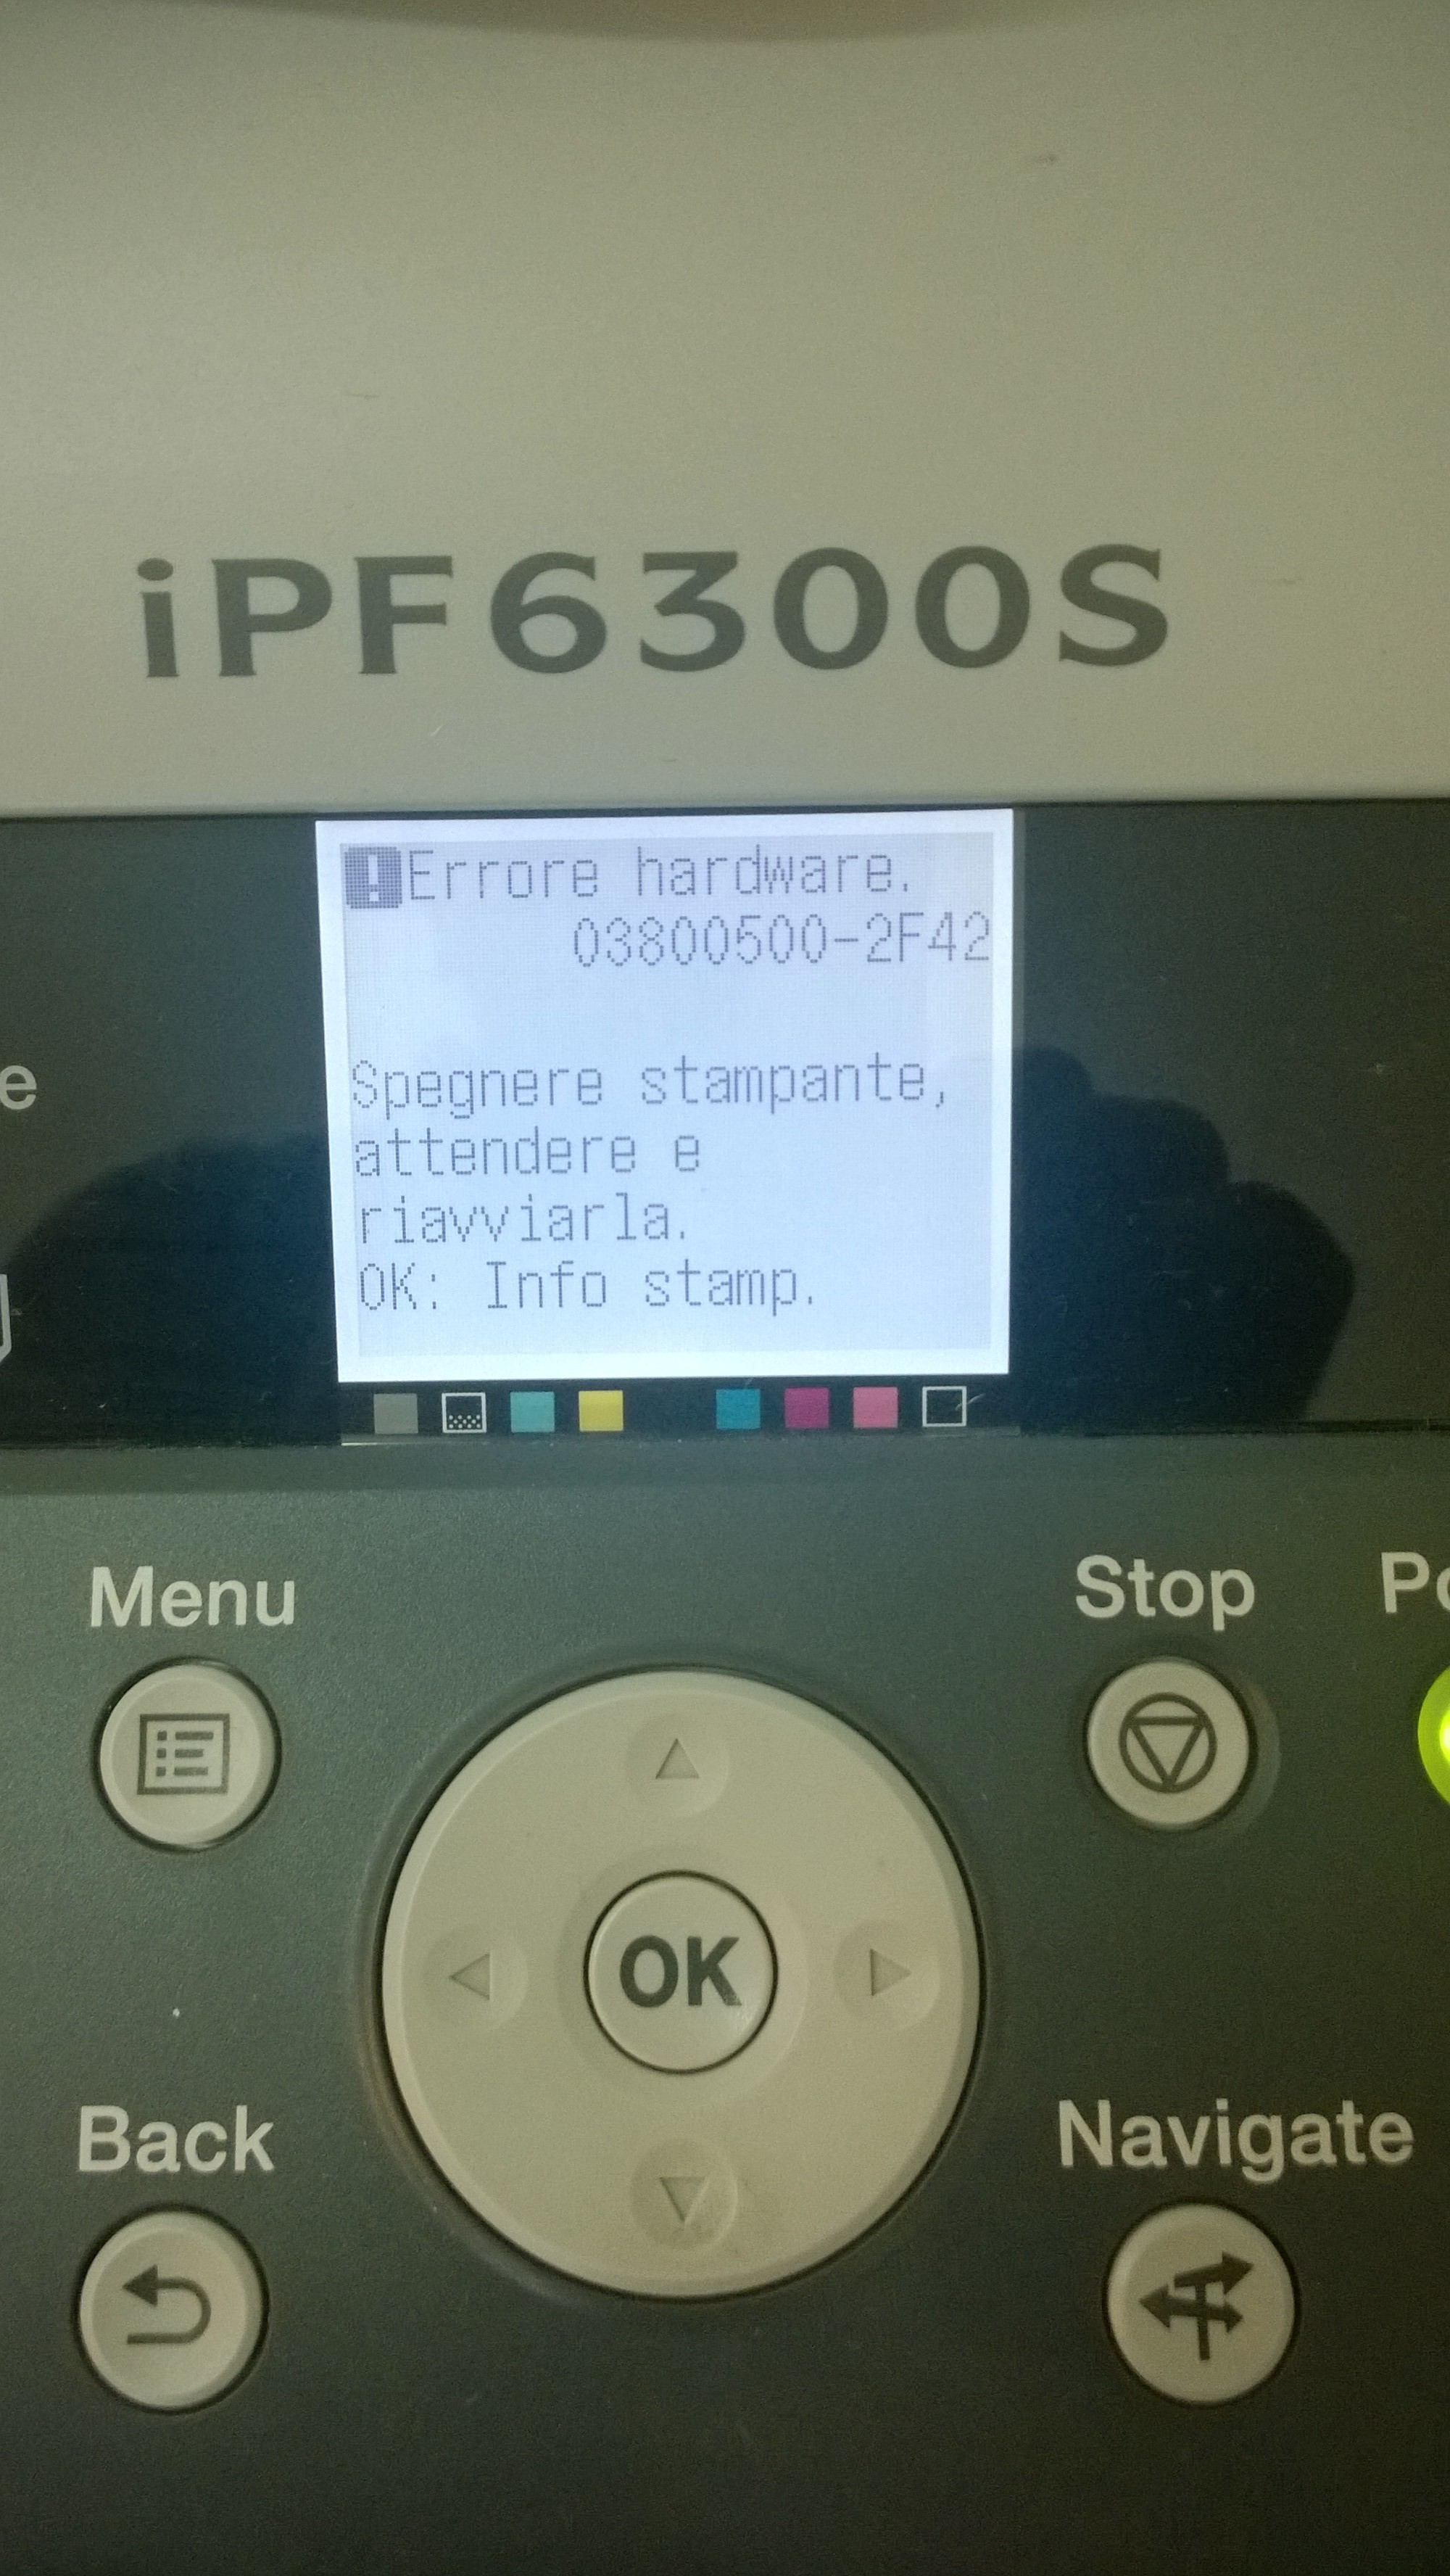 iPF6300S
!Errore hardware.
03800500-2F42
Spegnere stampante,
attendere e
riavviarla.
OK: Info stamp.
Menu
Stop
OK
Back
Navigate